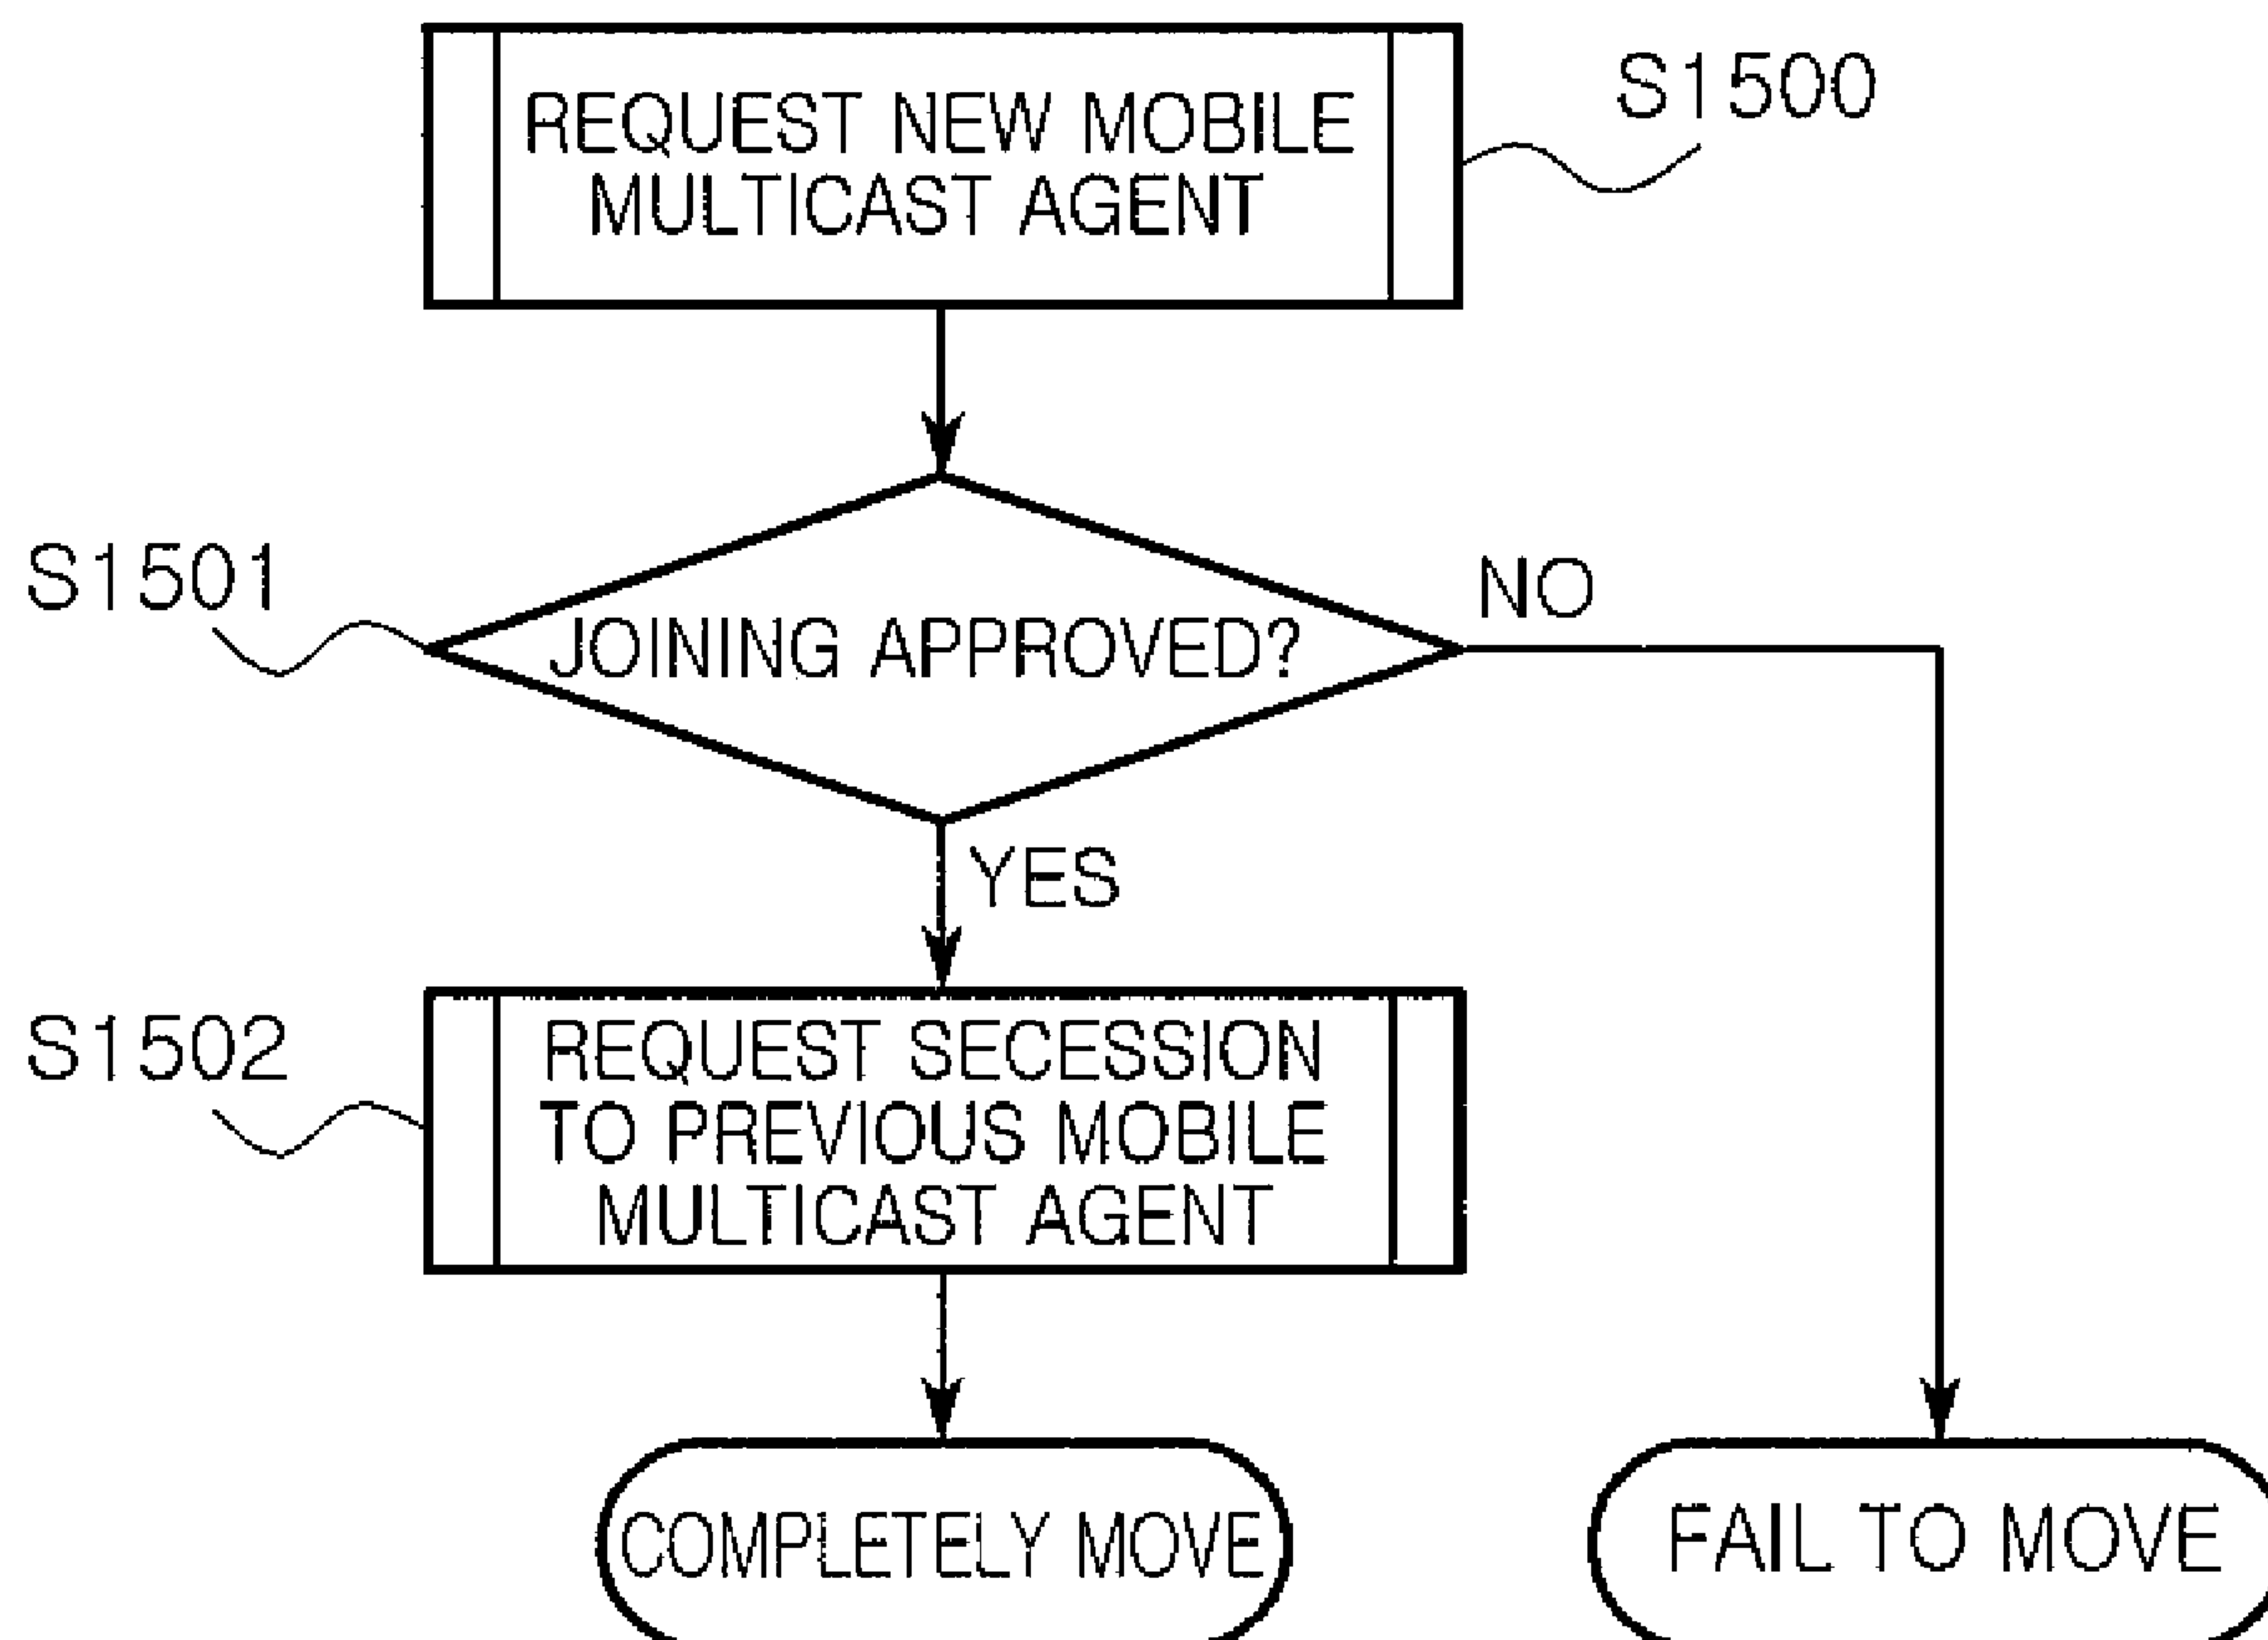 REQUEST NEW MOBILE
MULTICAST AGENT
S1500
S1501
JOINING APPROVED?
NO
YES
S1502
REQUEST SECESSION
TO PREVIOUS MOBILE
MULTICAST AGENT
COMPLETELY MOVE
FAIL TO MOVE